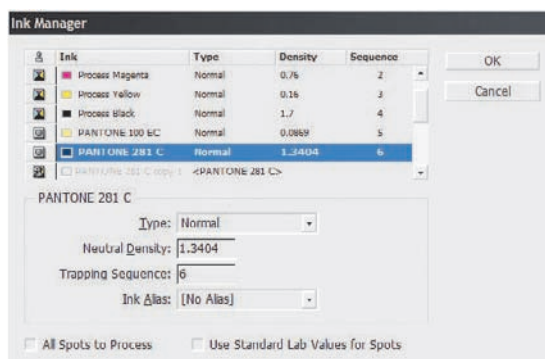 Ink Manager
Ink Type Density Sequence
Process Magenta Normal 0.76 2
Process Yellow Normal 0.16 3
Process Black Normal 1.7 4
PANTONE 100 EC Normal 0.0869 5
PANTONE 281 C Normal 1.3404 6
PANTONE 281 C copy <PANTONE 281 C>
OK
Cancel
PANTONE 281 C
Type: Normal
Neutral Density: 1.3404
Trapping Sequence: 6
Ink Alias: [No Alias]
All Spots to Process Use Standard Lab Values for Spots